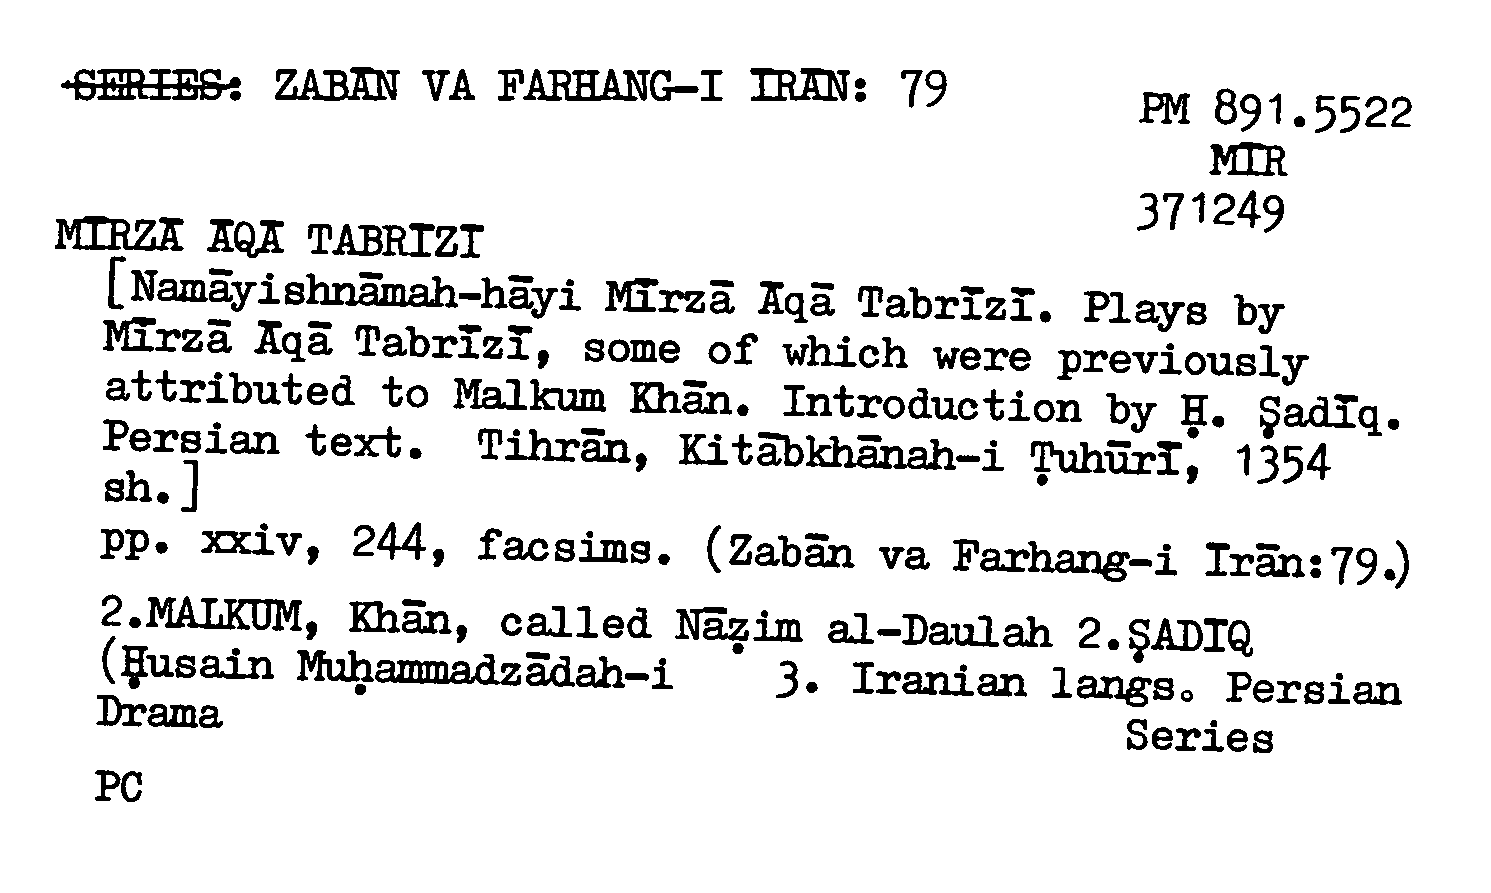 SERIES: ZABĀN VA FARHANG-I ĪRĀN: 79
PM 891.5522
MĪR
371249
MĪRZĀ ĀQĀ TABRĪZĪ
[Namāyishnāmah-hāyi Mīrzā Āqā Tabrīzī. Plays by
Mīrzā Āqā Tabrīzī, some of which were previously
attributed to Malkum Khān. Introduction by Ḥ. Ṣadīq.
Persian text. Tihrān, Kitābkhānah-i Ṭuhūrī, 1354
sh.]
pp. xxiv, 244, facsims. (Zabān va Farhang-i Īrān:79.)
2.MALKUM, Khān, called Nāẓim al-Daulah 2.ṢADĪQ
(Ḥusain Muḥammadzādah-i 3. Iranian langs. Persian
Drama
Series
PC